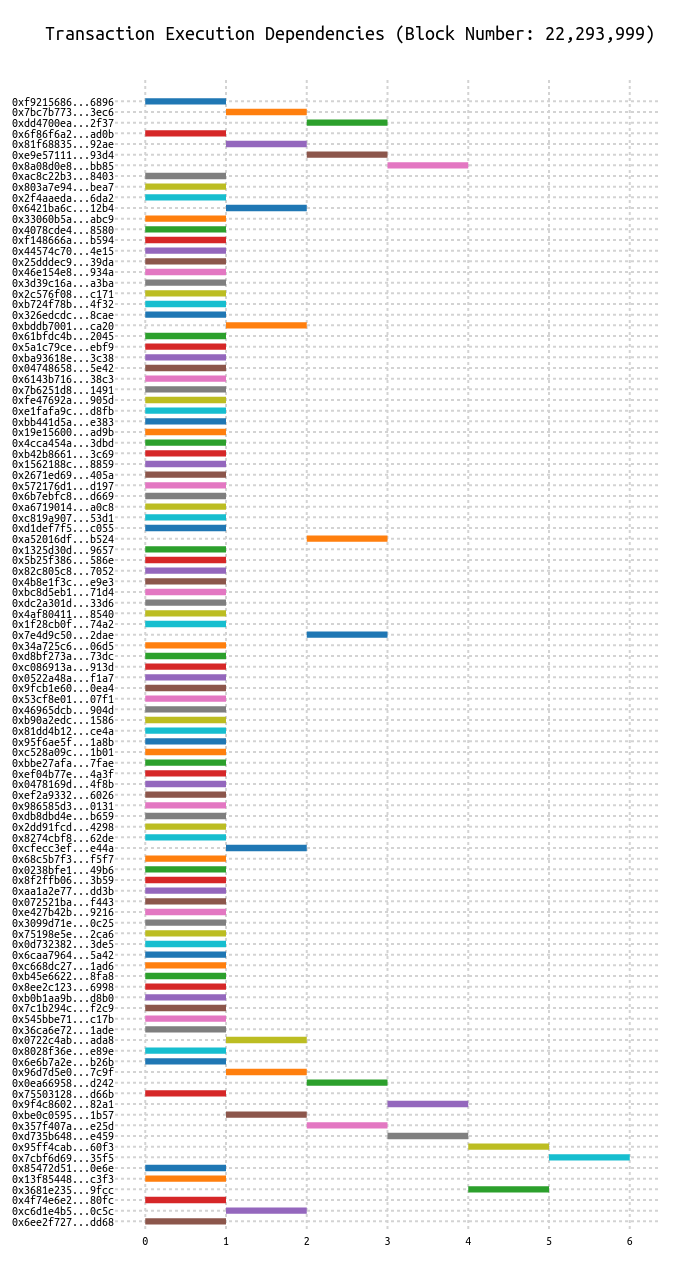 Transaction Execution Dependencies (Block Number: 22,293,999)
0xf9215686...6896
0x7bc7b773...3ec6
0xdd4700ea...2f37
0x6f86f6a2...ad0b
0x81f68835...92ae
0xe9e57111...93d4
0x8a08d0e8...bb85
0xac8c22b3...8403
0x803a7e94...bea7
0x2f4aaeda...6da2
0x6421ba6c...12b4
0x33060b5a...abc9
0x4078cde4...8580
0xf148666a...b594
0x44574c70...4e15
0x25dddec9...39da
0x46e154e8...934a
0x3d39c16a...a3ba
0x2c576f08...c171
0xb724f78b...4f32
0x326edcdc...8cae
0xbddb7001...ca20
0x61bfdc4b...2045
0x5a1c79ce...ebf9
0xba93618e...3c38
0x04748658...5e42
0x6143b716...38c3
0x7b6251d8...1491
0xfe47692a...905d
0xe1fafa9c...d8fb
0xbb441d5a...e383
0x19e15600...ad9b
0x4cca454a...3dbd
0xb42b8661...3c69
0x1562188c...8859
0x2671ed69...405a
0x572176d1...d197
0x6b7ebfc8...d669
0xa6719014...a0c8
0xc819a907...53d1
0xd1def7f5...c055
0xa52016df...b524
0x1325d30d...9657
0x5b25f386...586e
0x82c805c8...7052
0x4b8e1f3c...e9e3
0xbc8d5eb1...71d4
0xdc2a301d...33d6
0x4af80411...8540
0x1f28cb0f...74a2
0x7e4d9c50...2dae
0x34a725c6...06d5
0xd8bf273a...73dc
0xc086913a...913d
0x0522a48a...f1a7
0x9fcb1e60...0ea4
0x53cf8e01...07f1
0x46965dcb...904d
0xb90a2edc...1586
0x81dd4b12...ce4a
0x95f6ae5f...1a8b
0xc528a09c...1b01
0xbbe27afa...7fae
0xef04b77e...4a3f
0x0478169d...4f8b
0xef2a9332...6026
0x986585d3...0131
0xdb8dbd4e...b659
0x2dd91fcd...4298
0x8274cbf8...62de
0xcfecc3ef...e44a
0x68c5b7f3...f5f7
0x0238bfe1...49b6
0x8f2ffb06...3b59
0xaa1a2e77...dd3b
0x072521ba...f443
0xe427b42b...9216
0x3099d71e...0c25
0x75198e5e...2ca6
0x0d732382...3de5
0x6caa7964...5a42
0xc668dc27...1ad6
0xb45e6622...8fa8
0x8ee2c123...6998
0xb0b1aa9b...d8b0
0x7c1b294c...f2c9
0x545bbe71...c17b
0x36ca6e72...1ade
0x0722c4ab...ada8
0x8028f36e...e89e
0x6e6b7a2e...b26b
0x96d7d5e0...7c9f
0x0ea66958...d242
0x75503128...d66b
0x9f4c8602...82a1
0xbe0c0595...1b57
0x357f407a...e25d
0xd735b648...e459
0x95ff4cab...60f3
0x7cbf6d69...35f5
0x85472d51...0e6e
0x13f85448...c3f3
0x3681e235...9fcc
0x4f74e6e2...80fc
0xc6d1e4b5...0c5c
0x6ee2f727...dd68
0 1 2 3 4 5 6